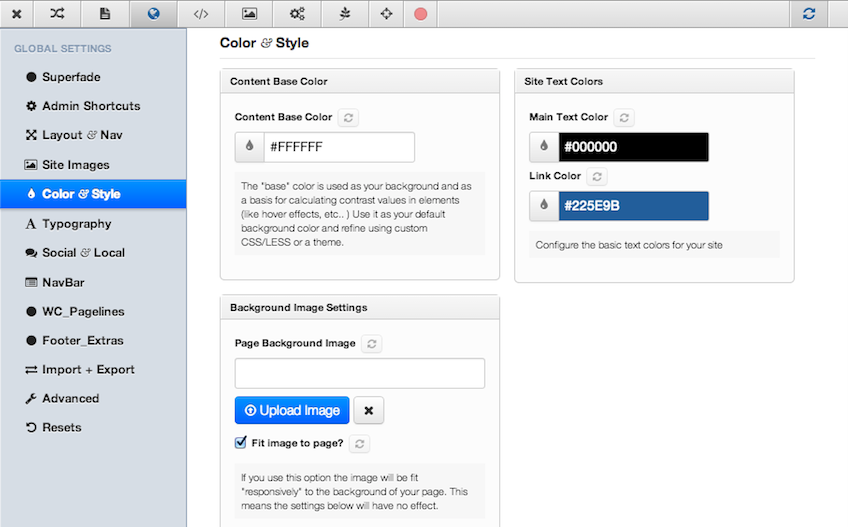 GLOBAL SETTINGS
Superfade
Admin Shortcuts
Layout & Nav
Site Images
Color & Style
Typography
Social & Local
NavBar
WC_Pagelines
Footer_Extras
Import + Export
Advanced
Resets
Color & Style
Content Base Color
Content Base Color
#FFFFFF
The "base" color is used as your background and as
a basis for calculating contrast values in elements
(like hover effects, etc.. ) Use it as your default
background color and refine using custom
CSS/LESS or a theme.
Site Text Colors
Main Text Color
#000000
Link Color
#225E9B
Configure the basic text colors for your site
Background Image Settings
Page Background Image
Upload Image
Fit image to page?
If you use this option the image will be fit
"responsively" to the background of your page. This
means the settings below will have no effect.